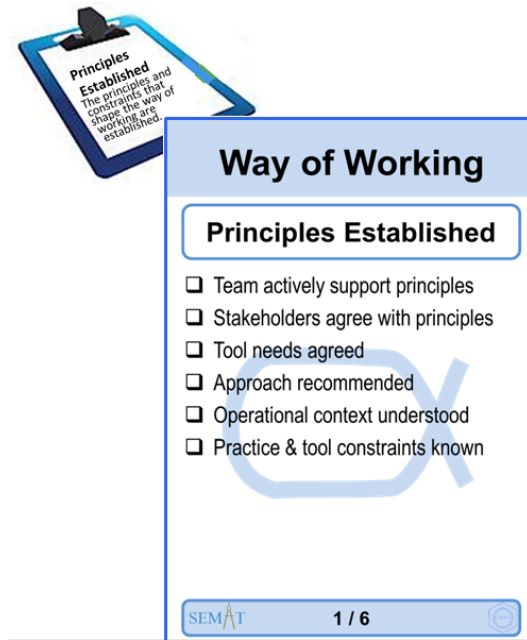 Principles
Established
The principles and
constraints that
shape the way of
working are
established.
Way of Working
Principles Established
Team actively support principles
Stakeholders agree with principles
Tool needs agreed
Approach recommended
Operational context understood
Practice & tool constraints known
SEMAT
1 / 6